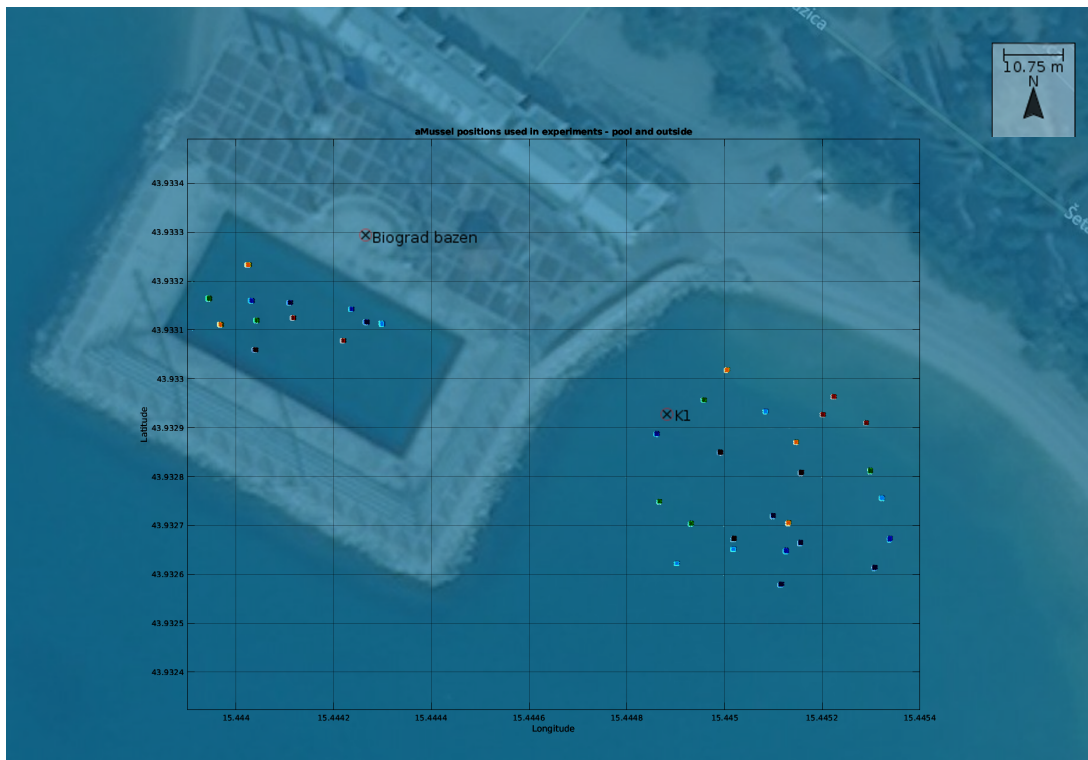 užica
10.75 m
N
aMussel positions used in experiments - pool and outside
43.9334
43.9333
43.9332
43.9331
43.933
43.9329
43.9328
43.9327
43.9326
43.9325
43.9324
Latitude
Biograd bazen
K1
15.444
15.4442
15.4444
15.4446
15.4448
15.445
15.4452
15.4454
Longitude